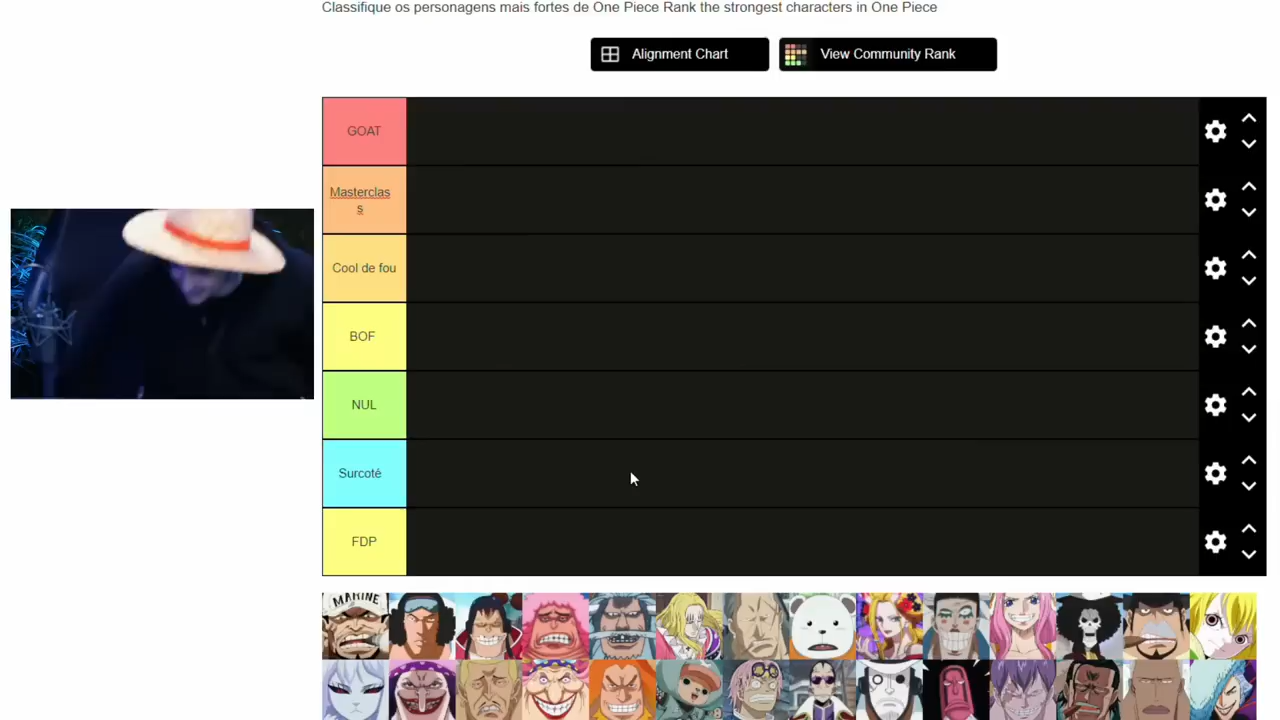 Classifique os personagens mais fortes de One Piece Rank the strongest characters in One Piece
Alignment Chart
View Community Rank
GOAT
Masterclas
s
Cool de fou
BOF
NUL
Surcoté
FDP
MARINE